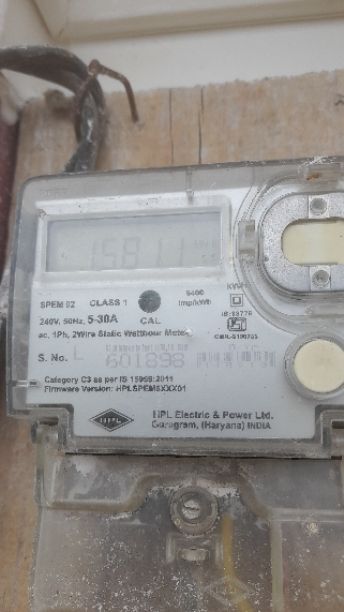 158.11
SPEM 02 CLASS 1 6400 imp/kWh
240V, 50Hz, 5-30A CAL
IS:13779
ac, 1Ph, 2Wire Static Watthour Meter
S. No. L 601898
Category C3 as per IS 15959:2011
Firmware Version:
HPL
HPL Electric & Power Ltd.
Gurugram, (Haryana) INDIA